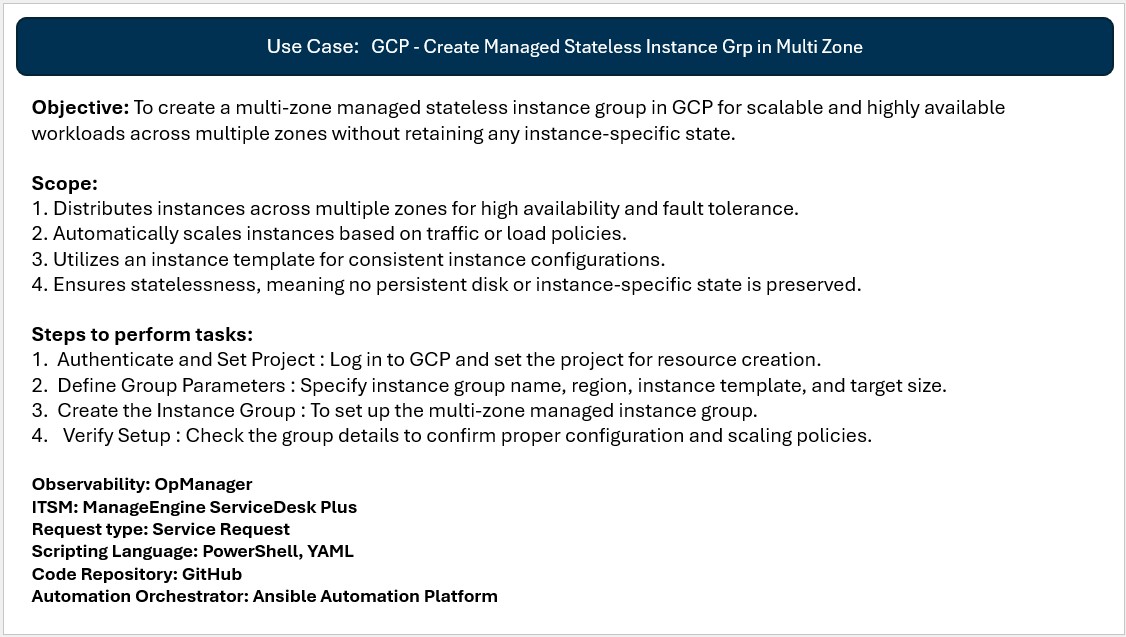 Use Case: GCP - Create Managed Stateless Instance Grp in Multi Zone
Objective: To create a multi-zone managed stateless instance group in GCP for scalable and highly available
workloads across multiple zones without retaining any instance-specific state.
Scope:
1. Distributes instances across multiple zones for high availability and fault tolerance.
2. Automatically scales instances based on traffic or load policies.
3. Utilizes an instance template for consistent instance configurations.
4. Ensures statelessness, meaning no persistent disk or instance-specific state is preserved.
Steps to perform tasks:
1. Authenticate and Set Project : Log in to GCP and set the project for resource creation.
2. Define Group Parameters : Specify instance group name, region, instance template, and target size.
3. Create the Instance Group : To set up the multi-zone managed instance group.
4. Verify Setup : Check the group details to confirm proper configuration and scaling policies.
Observability: OpManager
ITSM: ManageEngine ServiceDesk Plus
Request type: Service Request
Scripting Language: PowerShell, YAML
Code Repository: GitHub
Automation Orchestrator: Ansible Automation Platform